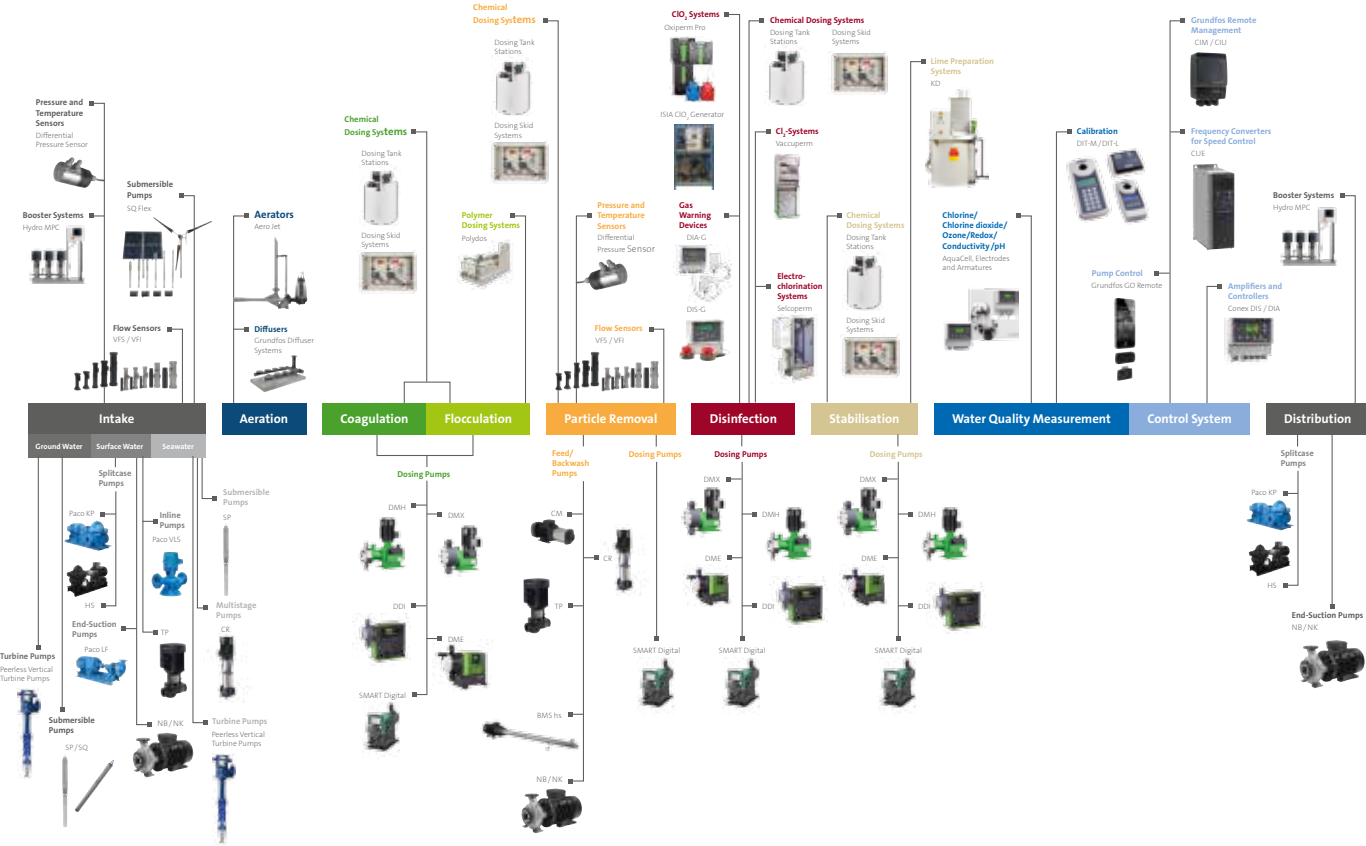 Pressure and
Temperature
Sensors
Differential
Pressure Sensor
Booster Systems
Hydro MPC
Submersible
Pumps
SQ Flex
Flow Sensors
VFS / VFI
Aerators
Aero Jet
Diffusers
Grundfos Diffuser
Systems
Chemical
Dosing Systems
Dosing Tank
Stations
Dosing Skid
Systems
Polymer
Dosing Systems
Polydos
Chemical
Dosing Systems
Dosing Tank
Stations
Dosing Skid
Systems
Pressure and
Temperature
Sensors
Differential
Pressure Sensor
Flow Sensors
VFS / VFI
ClO2 Systems
Oxiperm Pro
ISIA ClO2 Generator
Gas
Warning
Devices
DIA-G
DIS-G
Chemical Dosing Systems
Dosing Tank
Stations
Dosing Skid
Systems
Cl2-Systems
Vaccuperm
Electro-
chlorination
Systems
Selcoperm
Chemical
Dosing Systems
Dosing Tank
Stations
Dosing Skid
Systems
Lime Preparation
Systems
KD
Chlorine/
Chlorine dioxide/
Ozone/Redox/
Conductivity /pH
AquaCell, Electrodes
and Armatures
Calibration
DIT-M / DIT-L
Grundfos Remote
Management
CIM / CIU
Frequency Converters
for Speed Control
CUE
Pump Control
Grundfos GO Remote
Amplifiers and
Controllers
Conex DIS / DIA
Booster Systems
Hydro MPC
Intake
Ground Water
Surface Water
Seawater
Aeration
Coagulation
Flocculation
Particle Removal
Disinfection
Stabilisation
Water Quality Measurement
Control System
Distribution
Turbine Pumps
Peerless Vertical
Turbine Pumps
Submersible
Pumps
SP / SQ
Splitcase
Pumps
Paco KP
HS
End-Suction
Pumps
Paco LF
NB / NK
Inline
Pumps
Paco VLS
TP
Submersible
Pumps
SP
Multistage
Pumps
CR
Turbine Pumps
Peerless Vertical
Turbine Pumps
Dosing Pumps
DMH
DMX
DDI
DME
SMART Digital
Feed/
Backwash
Pumps
CM
CR
TP
BMS hs
NB / NK
Dosing Pumps
SMART Digital
Dosing Pumps
DMX
DMH
DME
DDI
SMART Digital
Dosing Pumps
DMX
DMH
DME
DDI
SMART Digital
Splitcase
Pumps
Paco KP
HS
End-Suction Pumps
NB / NK